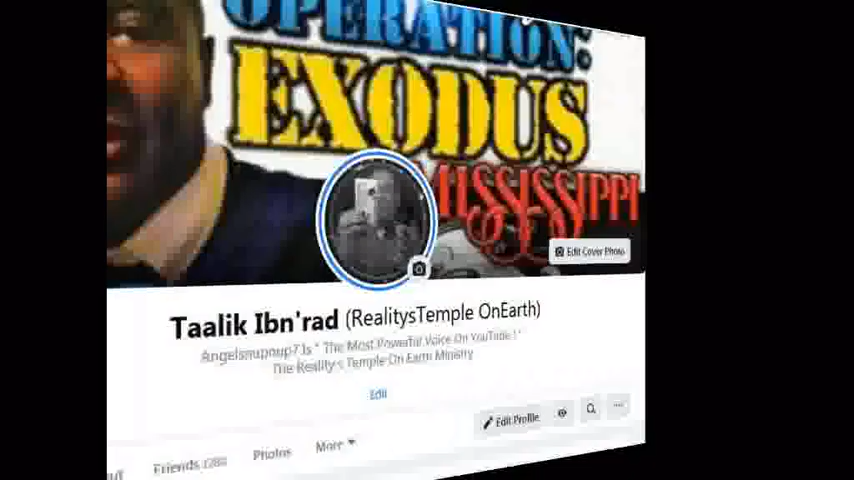 OPERATION:
EXODUS
MISSISSIPPI
Edit Cover Photo
Taalik Ibn'rad (RealitysTemple OnEarth)
Angelsnupnup7 Is " The Most Powerful Voice On YouTube !"
The Reality's Temple On Earth Ministry
Edit
Edit Profile
Friends
Photos
More